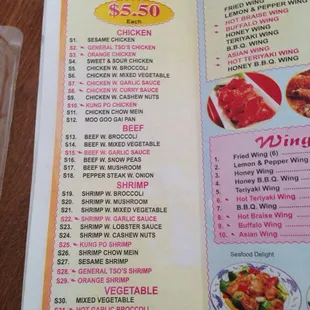 $5.50
Each
CHICKEN
S1. SESAME CHICKEN
S2. GENERAL TSO'S CHICKEN
S3. ORANGE CHICKEN
S4. SWEET & SOUR CHICKEN
S5. CHICKEN W. BROCCOLI
S6. CHICKEN W. MIXED VEGETABLE
S7. CHICKEN W. GARLIC SAUCE
S8. CHICKEN W. CURRY SAUCE
S9. CHICKEN W. CASHEW NUTS
S10. KUNG PO CHICKEN
S11. CHICKEN CHOW MEIN
S12. MOO GOO GAI PAN
BEEF
S13. BEEF W. BROCCOLI
S14. BEEF W. MIXED VEGETABLE
S15. BEEF W. GARLIC SAUCE
S16. BEEF W. SNOW PEAS
S17. BEEF W. MUSHROOM
S18. PEPPER STEAK W. ONION
SHRIMP
S19. SHRIMP W. BROCCOLI
S20. SHRIMP W. MUSHROOM
S21. SHRIMP W. MIXED VEGETABLE
S22. SHRIMP W. GARLIC SAUCE
S23. SHRIMP W. LOBSTER SAUCE
S24. SHRIMP W. CASHEW NUTS
S25. KUNG PO SHRIMP
S26. SHRIMP CHOW MEIN
S27. SESAME SHRIMP
S28. GENERAL TSO'S SHRIMP
S29. ORANGE SHRIMP
VEGETABLE
S30. MIXED VEGETABLE
HOT GARLIC BROCCOLI
FRIED WING
LEMON & PEPPER WING
HOT BRAISE WING
BUFFALO WING
HONEY WING
TERIYAKI WING
B.B.Q. WING
ASIAN WING
HOT TERIYAKI WING
HONEY B.B.Q. WING
Wing
1. Fried Wing (6)
2. Lemon & Pepper Wing
3. Honey Wing
4. Honey B.B.Q. Wing
5. Teriyaki Wing
6. Hot Teriyaki Wing
7. B.B.Q. Wing
8. Hot Braise Wing
9. Buffalo Wing
10. Asian Wing
Seafood Delight